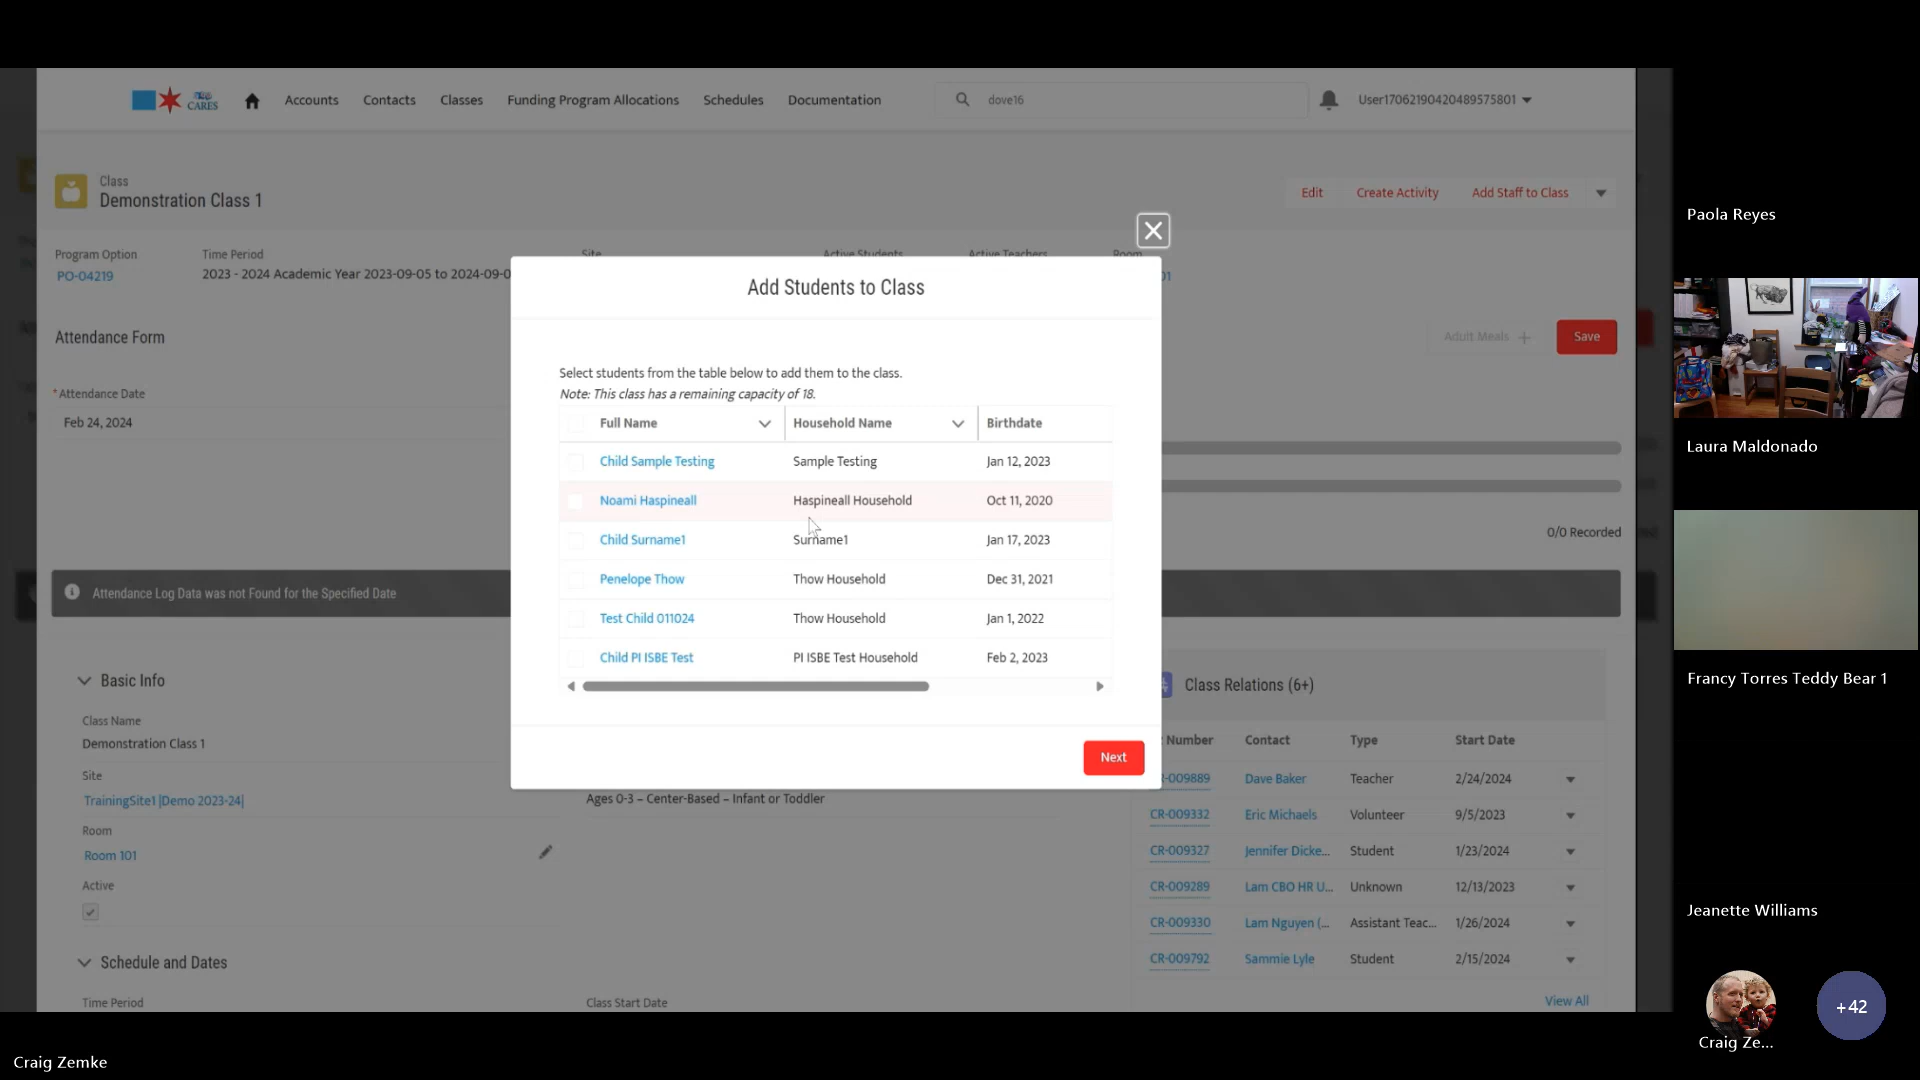 CARES
Accounts
Contacts
Classes
Funding Program Allocations
Schedules
Documentation
dove16
User17062190420489575801
Class
Demonstration Class 1
Edit
Create Activity
Add Staff to Class
Program Option
Time Period
Site
Active Students
Active Teachers
Room
PO-04219
2023 - 2024 Academic Year 2023-09-05 to 2024-09-0
01
Attendance Form
Adult Meals
Save
* Attendance Date
Feb 24, 2024
0/0 Recorded
Attendance Log Data was not Found for the Specified Date
Add Students to Class
Select students from the table below to add them to the class.
Note: This class has a remaining capacity of 18.
Full Name Household Name Birthdate
Child Sample Testing Sample Testing Jan 12, 2023
Noami Haspineall Haspineall Household Oct 11, 2020
Child Surname1 Surname1 Jan 17, 2023
Penelope Thow Thow Household Dec 31, 2021
Test Child 011024 Thow Household Jan 1, 2022
Child PI ISBE Test PI ISBE Test Household Feb 2, 2023
Next
Basic Info
Class Name
Demonstration Class 1
Site
TrainingSite1 |Demo 2023-24|
Ages 0-3 – Center-Based – Infant or Toddler
Room
Room 101
Active
Schedule and Dates
Time Period
Class Start Date
Class Relations (6+)
Number Contact Type Start Date
R-009889 Dave Baker Teacher 2/24/2024
CR-009332 Eric Michaels Volunteer 9/5/2023
CR-009327 Jennifer Dicke... Student 1/23/2024
CR-009289 Lam CBO HR U... Unknown 12/13/2023
CR-009330 Lam Nguyen (... Assistant Teac... 1/26/2024
CR-009792 Sammie Lyle Student 2/15/2024
View All
Paola Reyes
Laura Maldonado
Francy Torres Teddy Bear 1
Jeanette Williams
Craig Ze...
+42
Craig Zemke